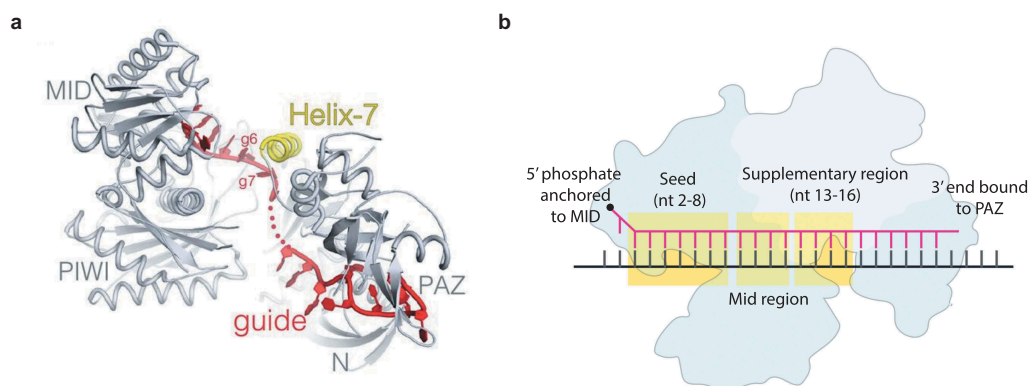 a
MID
g6
g7
Helix-7
PIWI
guide
PAZ
N
b
5′ phosphate
anchored
to MID
Seed
(nt 2-8)
Supplementary region
(nt 13-16)
3′ end bound
to PAZ
Mid region